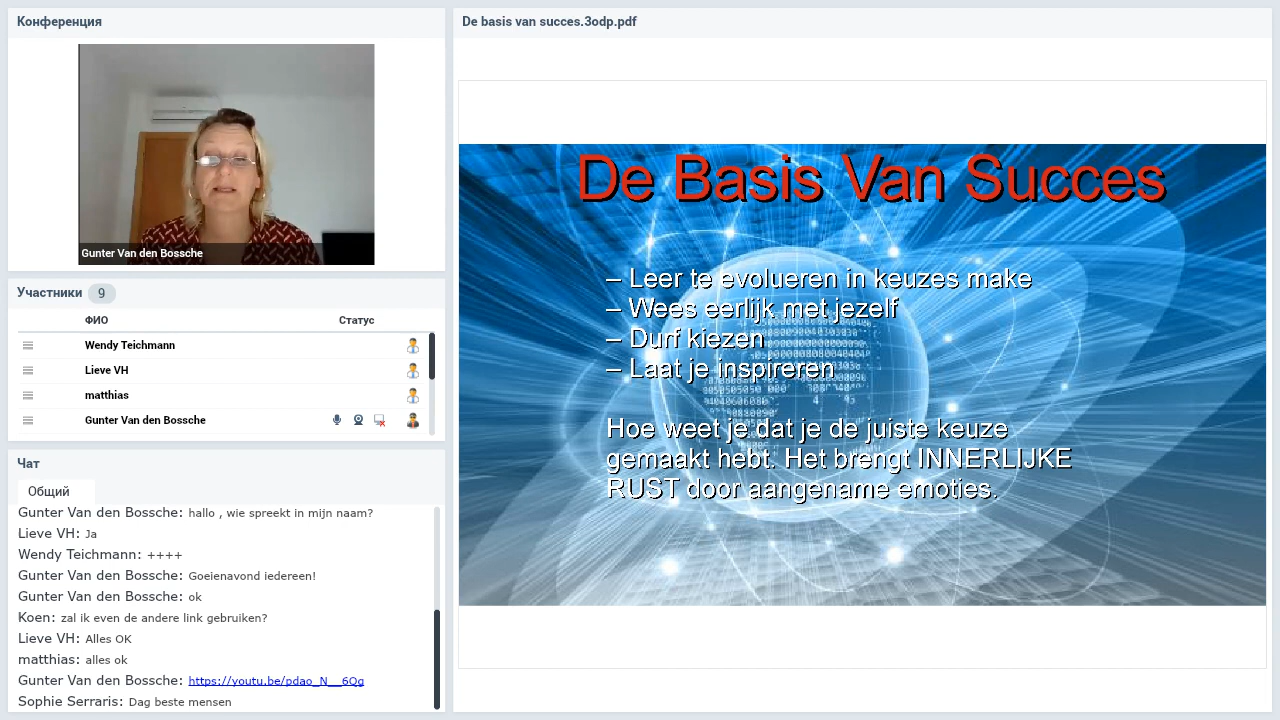 Конференция
Gunter Van den Bossche
Участники 9
ФИО Статус
Wendy Teichmann
Lieve VH
matthias
Gunter Van den Bossche
Чат
Общий
Gunter Van den Bossche: hallo , wie spreekt in mijn naam?
Lieve VH: Ja
Wendy Teichmann: ++++
Gunter Van den Bossche: Goeienavond iedereen!
Gunter Van den Bossche: ok
Koen: zal ik even de andere link gebruiken?
Lieve VH: Alles OK
matthias: alles ok
Gunter Van den Bossche: https://youtu.be/pdao_N__6Qg
Sophie Serraris: Dag beste mensen
De basis van succes.3odp.pdf
De Basis Van Succes
– Leer te evolueren in keuzes make
– Wees eerlijk met jezelf
– Durf kiezen
– Laat je inspireren
Hoe weet je dat je de juiste keuze
gemaakt hebt. Het brengt INNERLIJKE
RUST door aangename emoties.